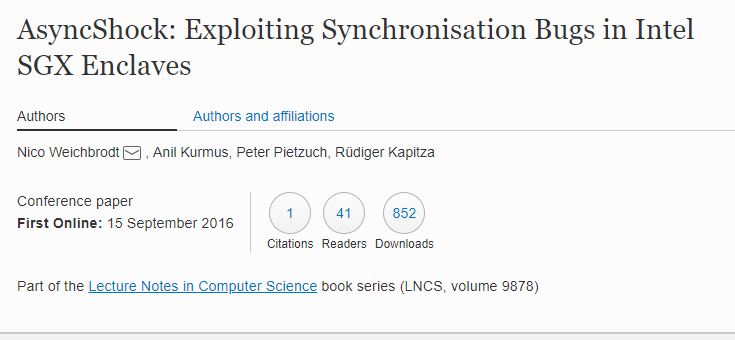 AsyncShock: Exploiting Synchronisation Bugs in Intel
SGX Enclaves
Authors
Authors and affiliations
Nico Weichbrodt , Anil Kurmus, Peter Pietzuch, Rüdiger Kapitza
Conference paper
First Online: 15 September 2016
1
Citations
41
Readers
852
Downloads
Part of the Lecture Notes in Computer Science book series (LNCS, volume 9878)